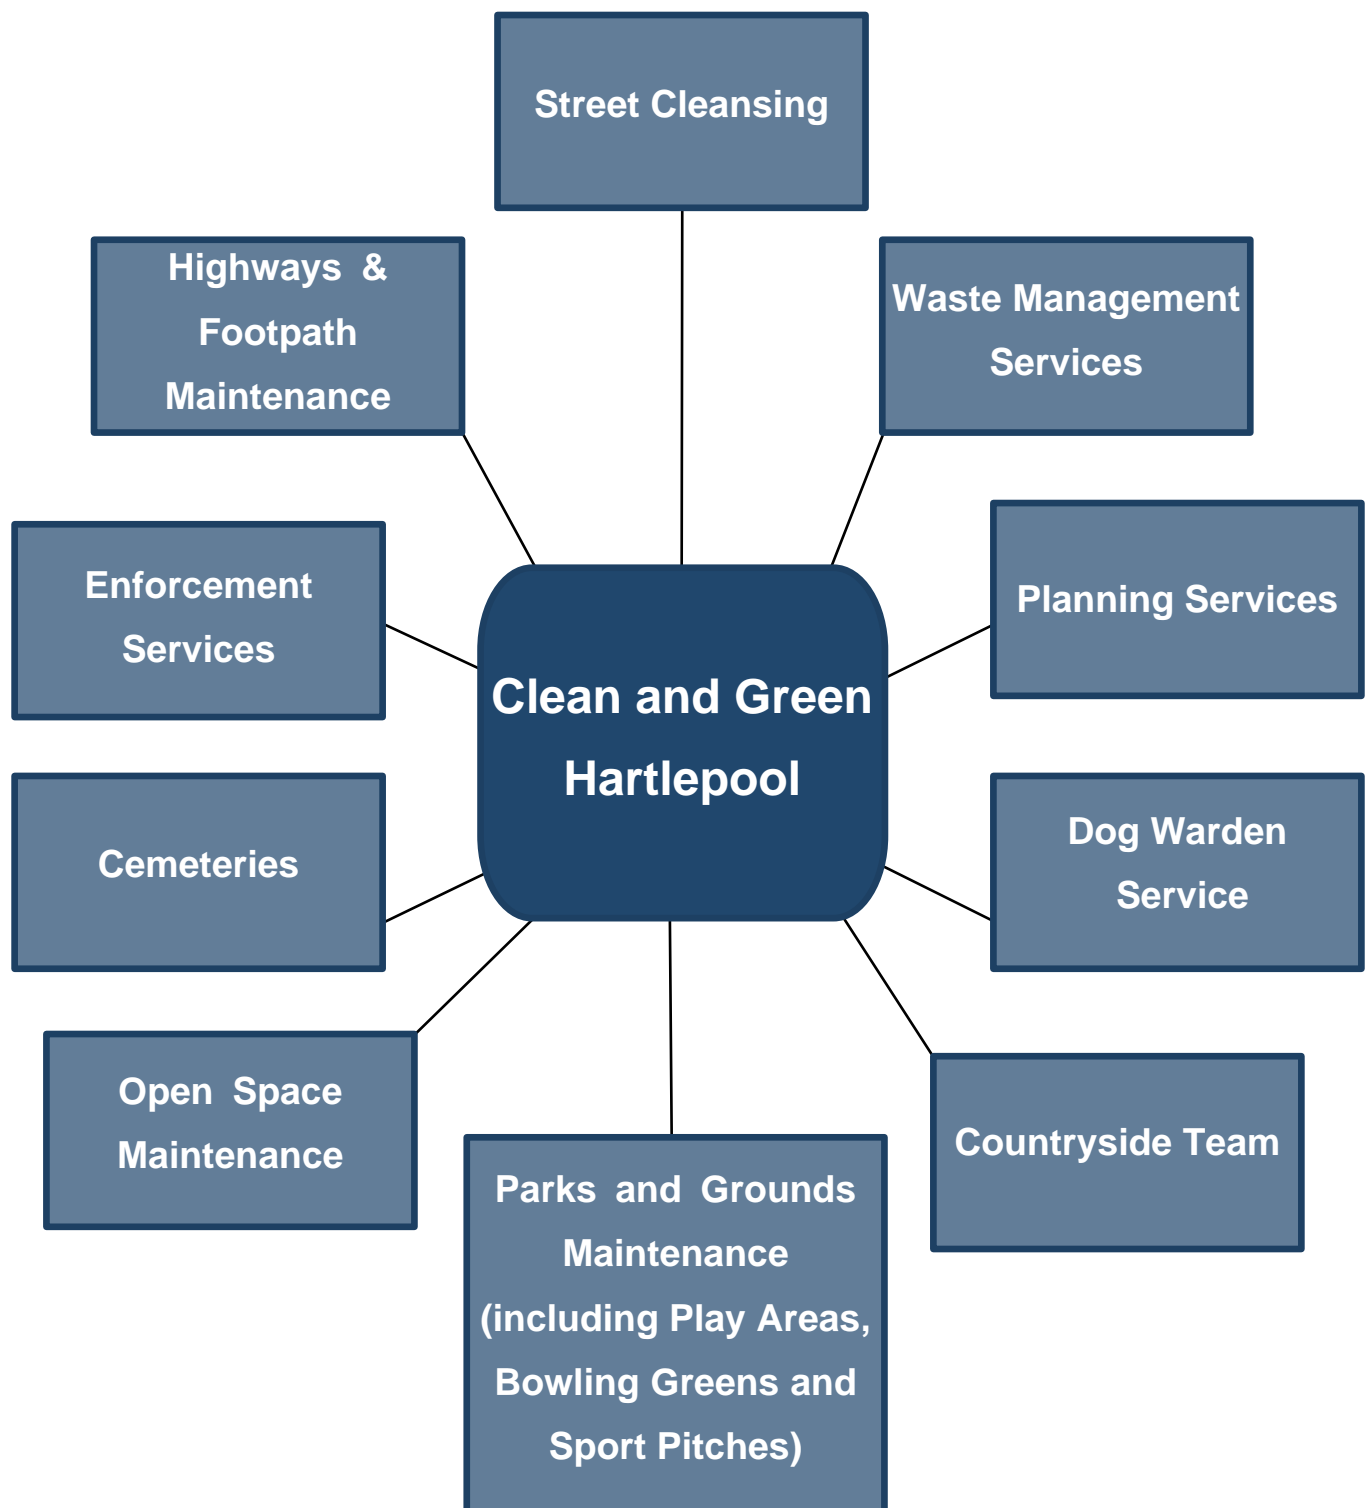 Street Cleansing
Highways & 
Footpath
Maintenance
Waste Management
Services
Enforcement
Services
Planning Services
Clean and Green
Hartlepool
Cemeteries
Dog Warden
Service
Open Space
Maintenance
Countryside Team
Parks and Grounds
Maintenance
(including Play Areas,
Bowling Greens and
Sport Pitches)